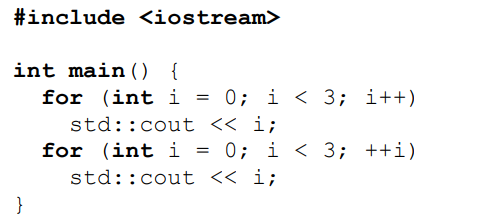 #include <iostream>
int main() {
  for (int i = 0; i < 3; i++)
    std::cout << i;
  for (int i = 0; i < 3; ++i)
    std::cout << i;
}